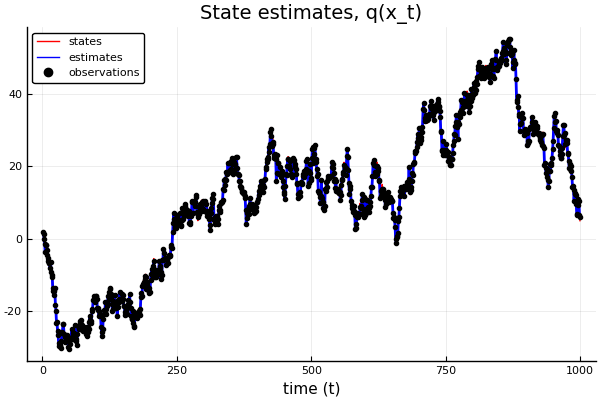 State estimates, q(x_t)
states
estimates
observations
40
20
0
-20
0
250
500
750
1000
time (t)